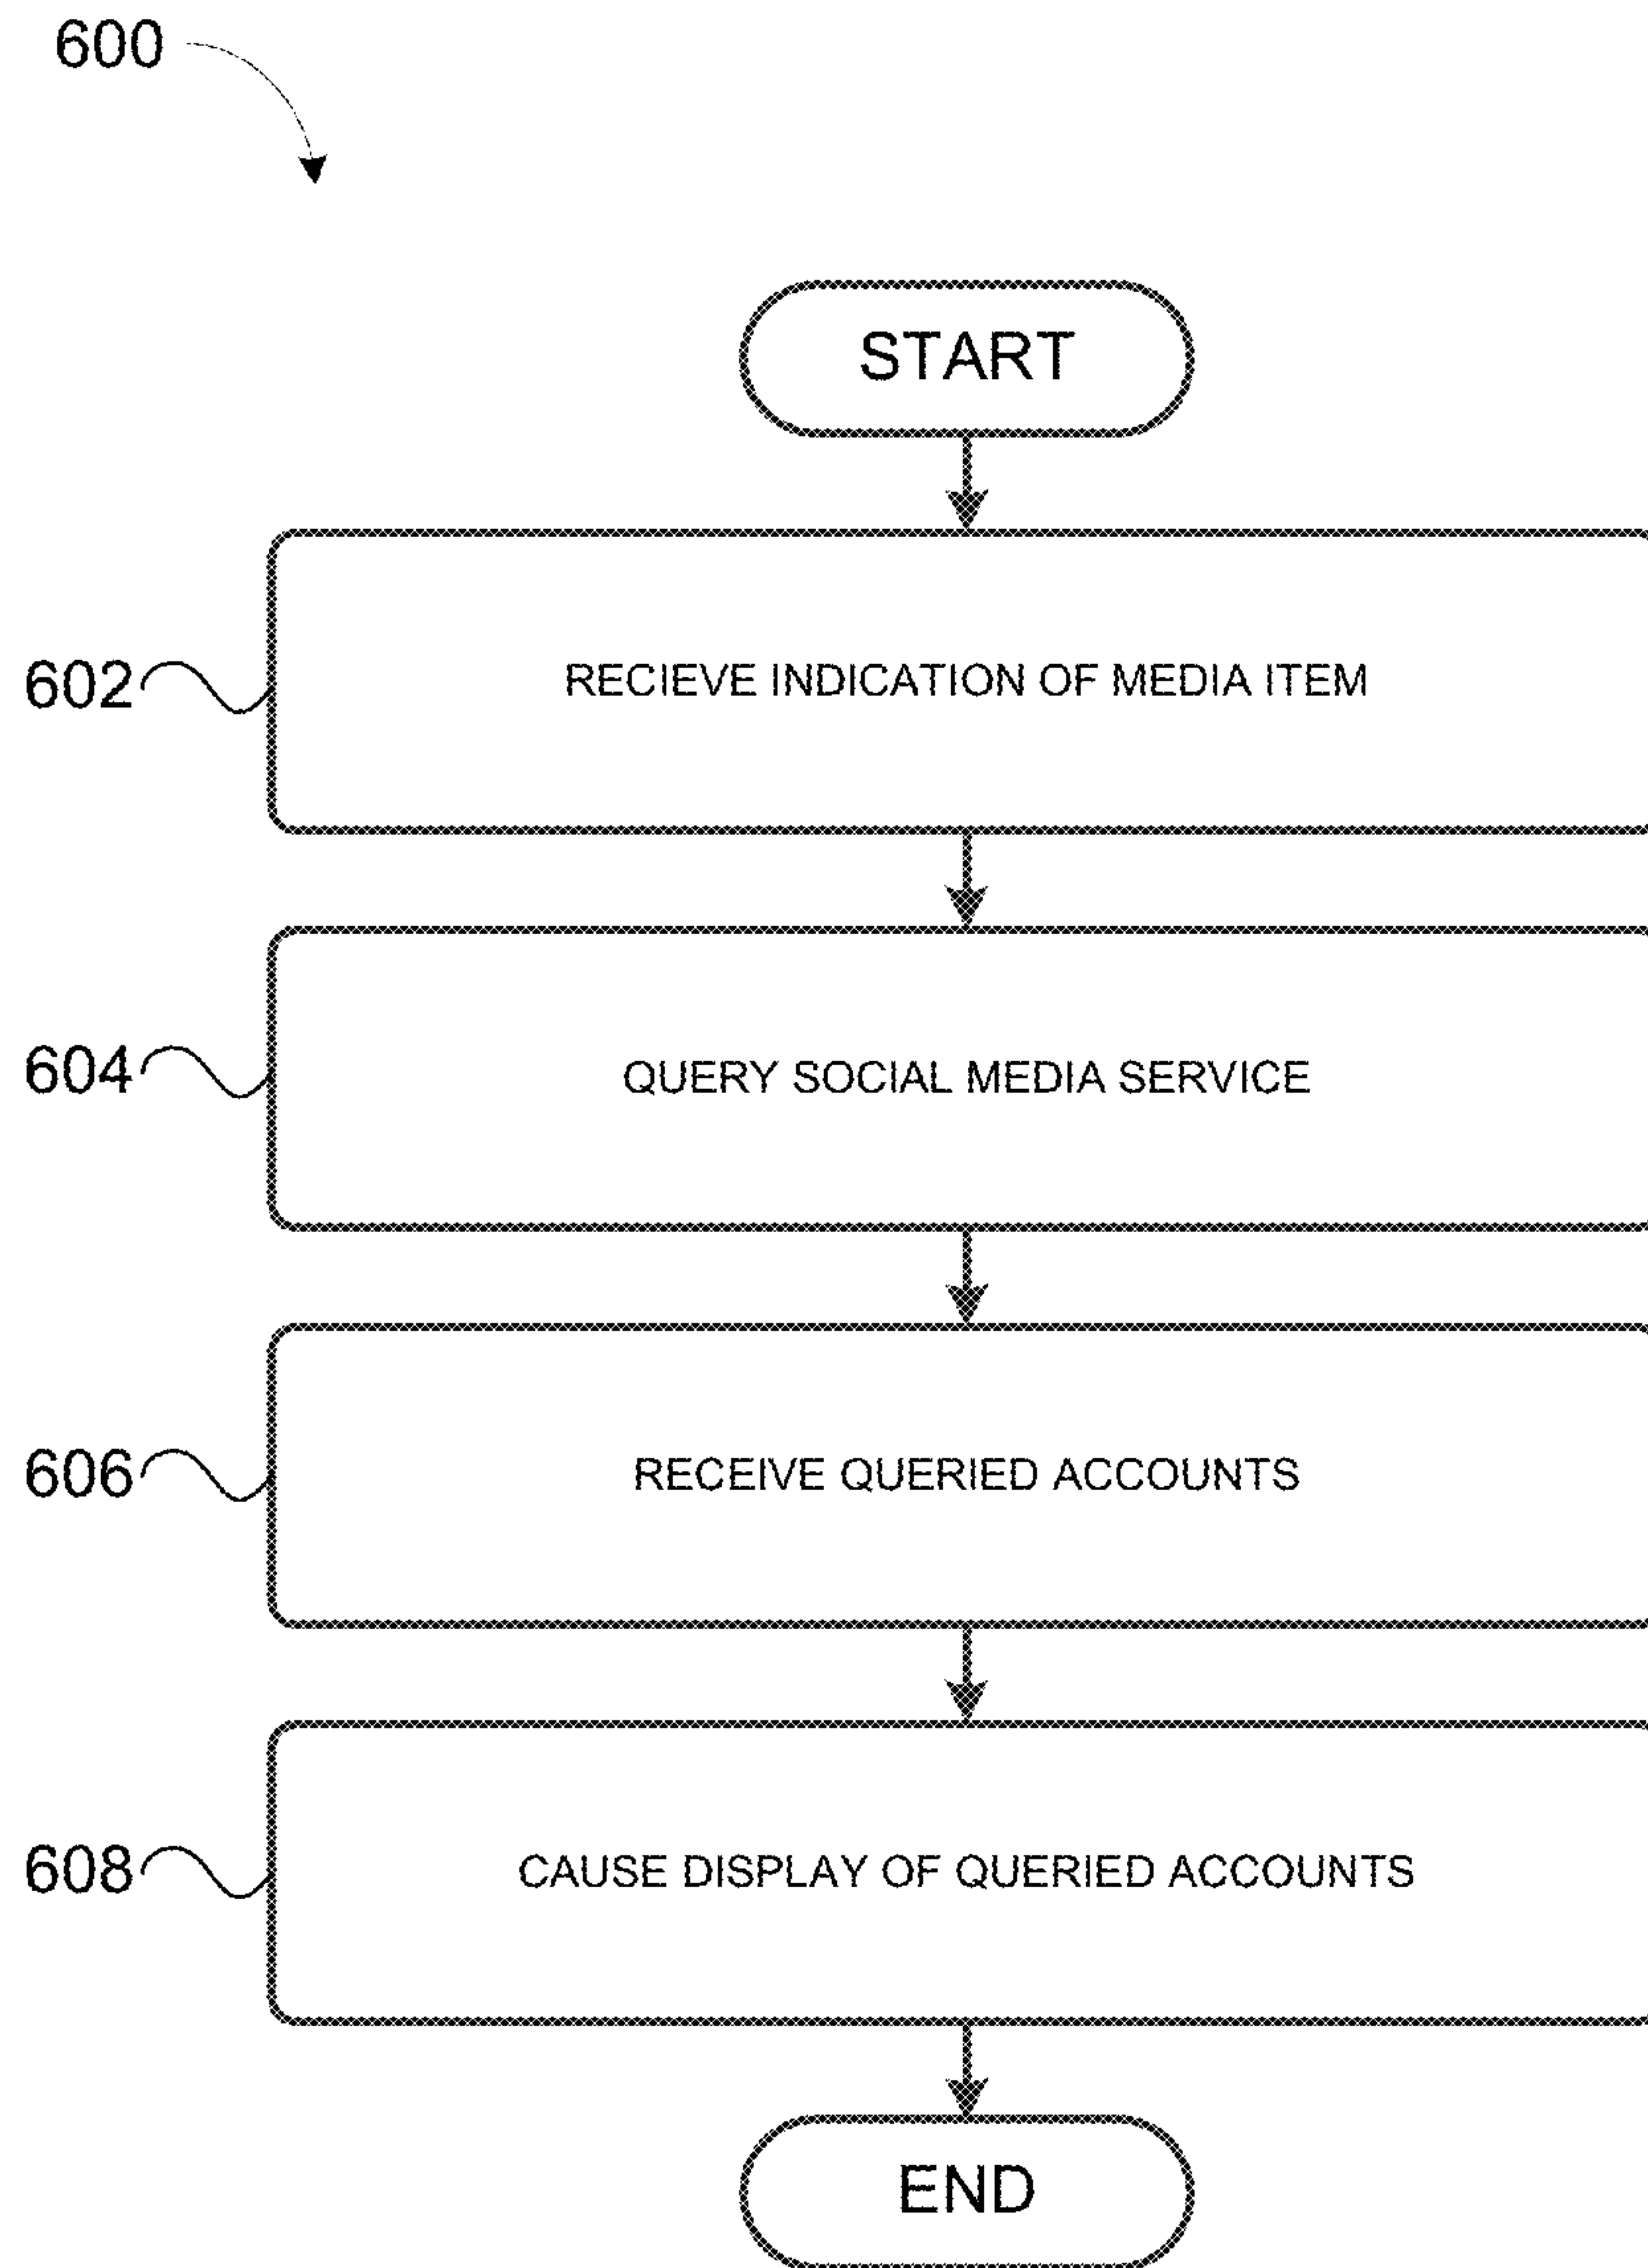 600
START
602
RECIEVE INDICATION OF MEDIA ITEM
604
QUERY SOCIAL MEDIA SERVICE
606
RECEIVE QUERIED ACCOUNTS
608
CAUSE DISPLAY OF QUERIED ACCOUNTS
END